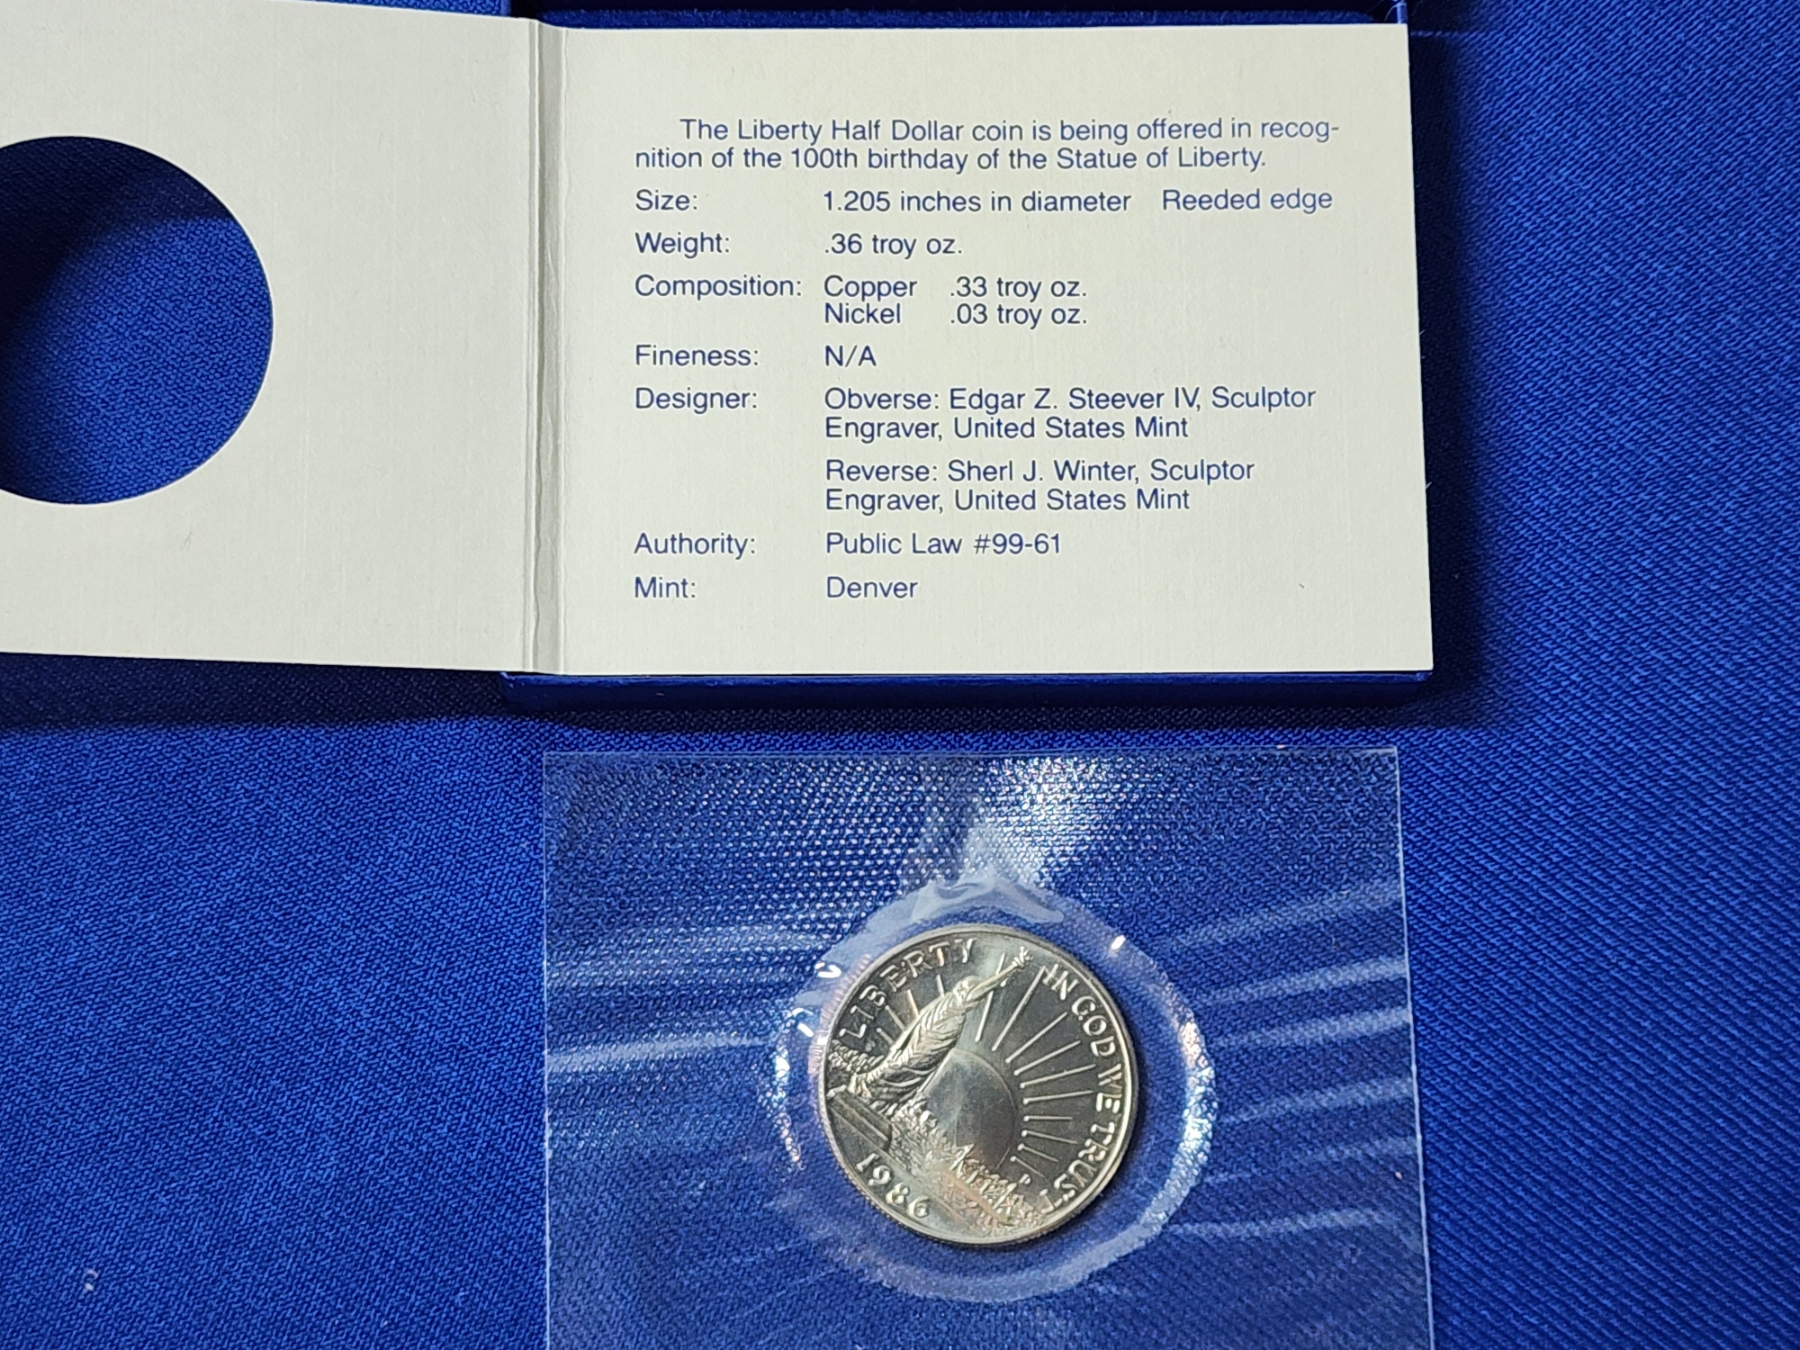 The Liberty Half Dollar coin is being offered in recog-
nition of the 100th birthday of the Statue of Liberty.
Size: 1.205 inches in diameter Reeded edge
Weight: .36 troy oz.
Composition: Copper .33 troy oz.
Nickel .03 troy oz.
Fineness: N/A
Designer: Obverse: Edgar Z. Steever IV, Sculptor
Engraver, United States Mint
Reverse: Sherl J. Winter, Sculptor
Engraver, United States Mint
Authority: Public Law #99-61
Mint: Denver
LIBERTY
IN GOD WE TRUST
1986